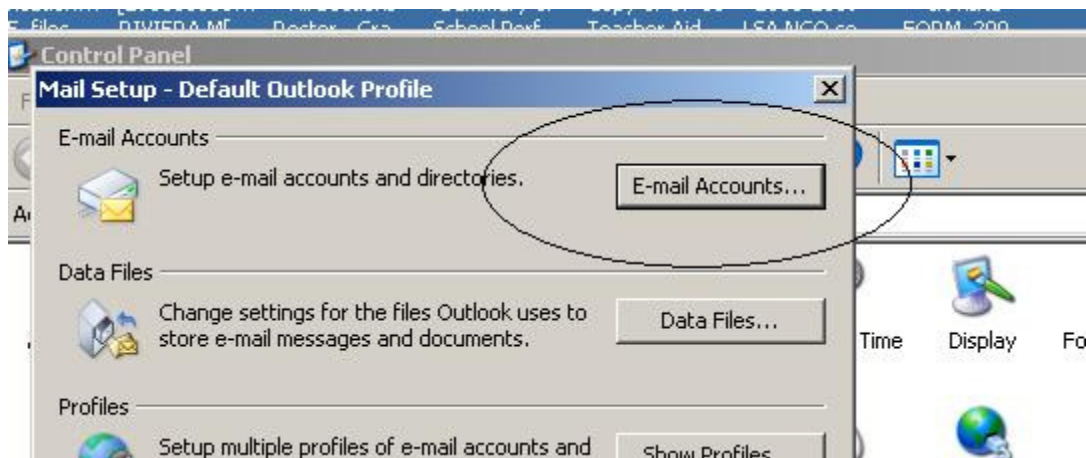 Control Panel
Mail Setup - Default Outlook Profile
E-mail Accounts
Setup e-mail accounts and directories.
E-mail Accounts...
Data Files
Change settings for the files Outlook uses to
store e-mail messages and documents.
Data Files...
Time
Display
Fo
Profiles
Setup multiple profiles of e-mail accounts and
Show Profiles...